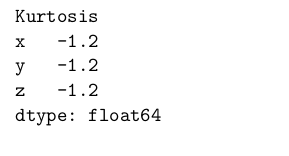 Kurtosis
x   -1.2
y   -1.2
z   -1.2
dtype: float64